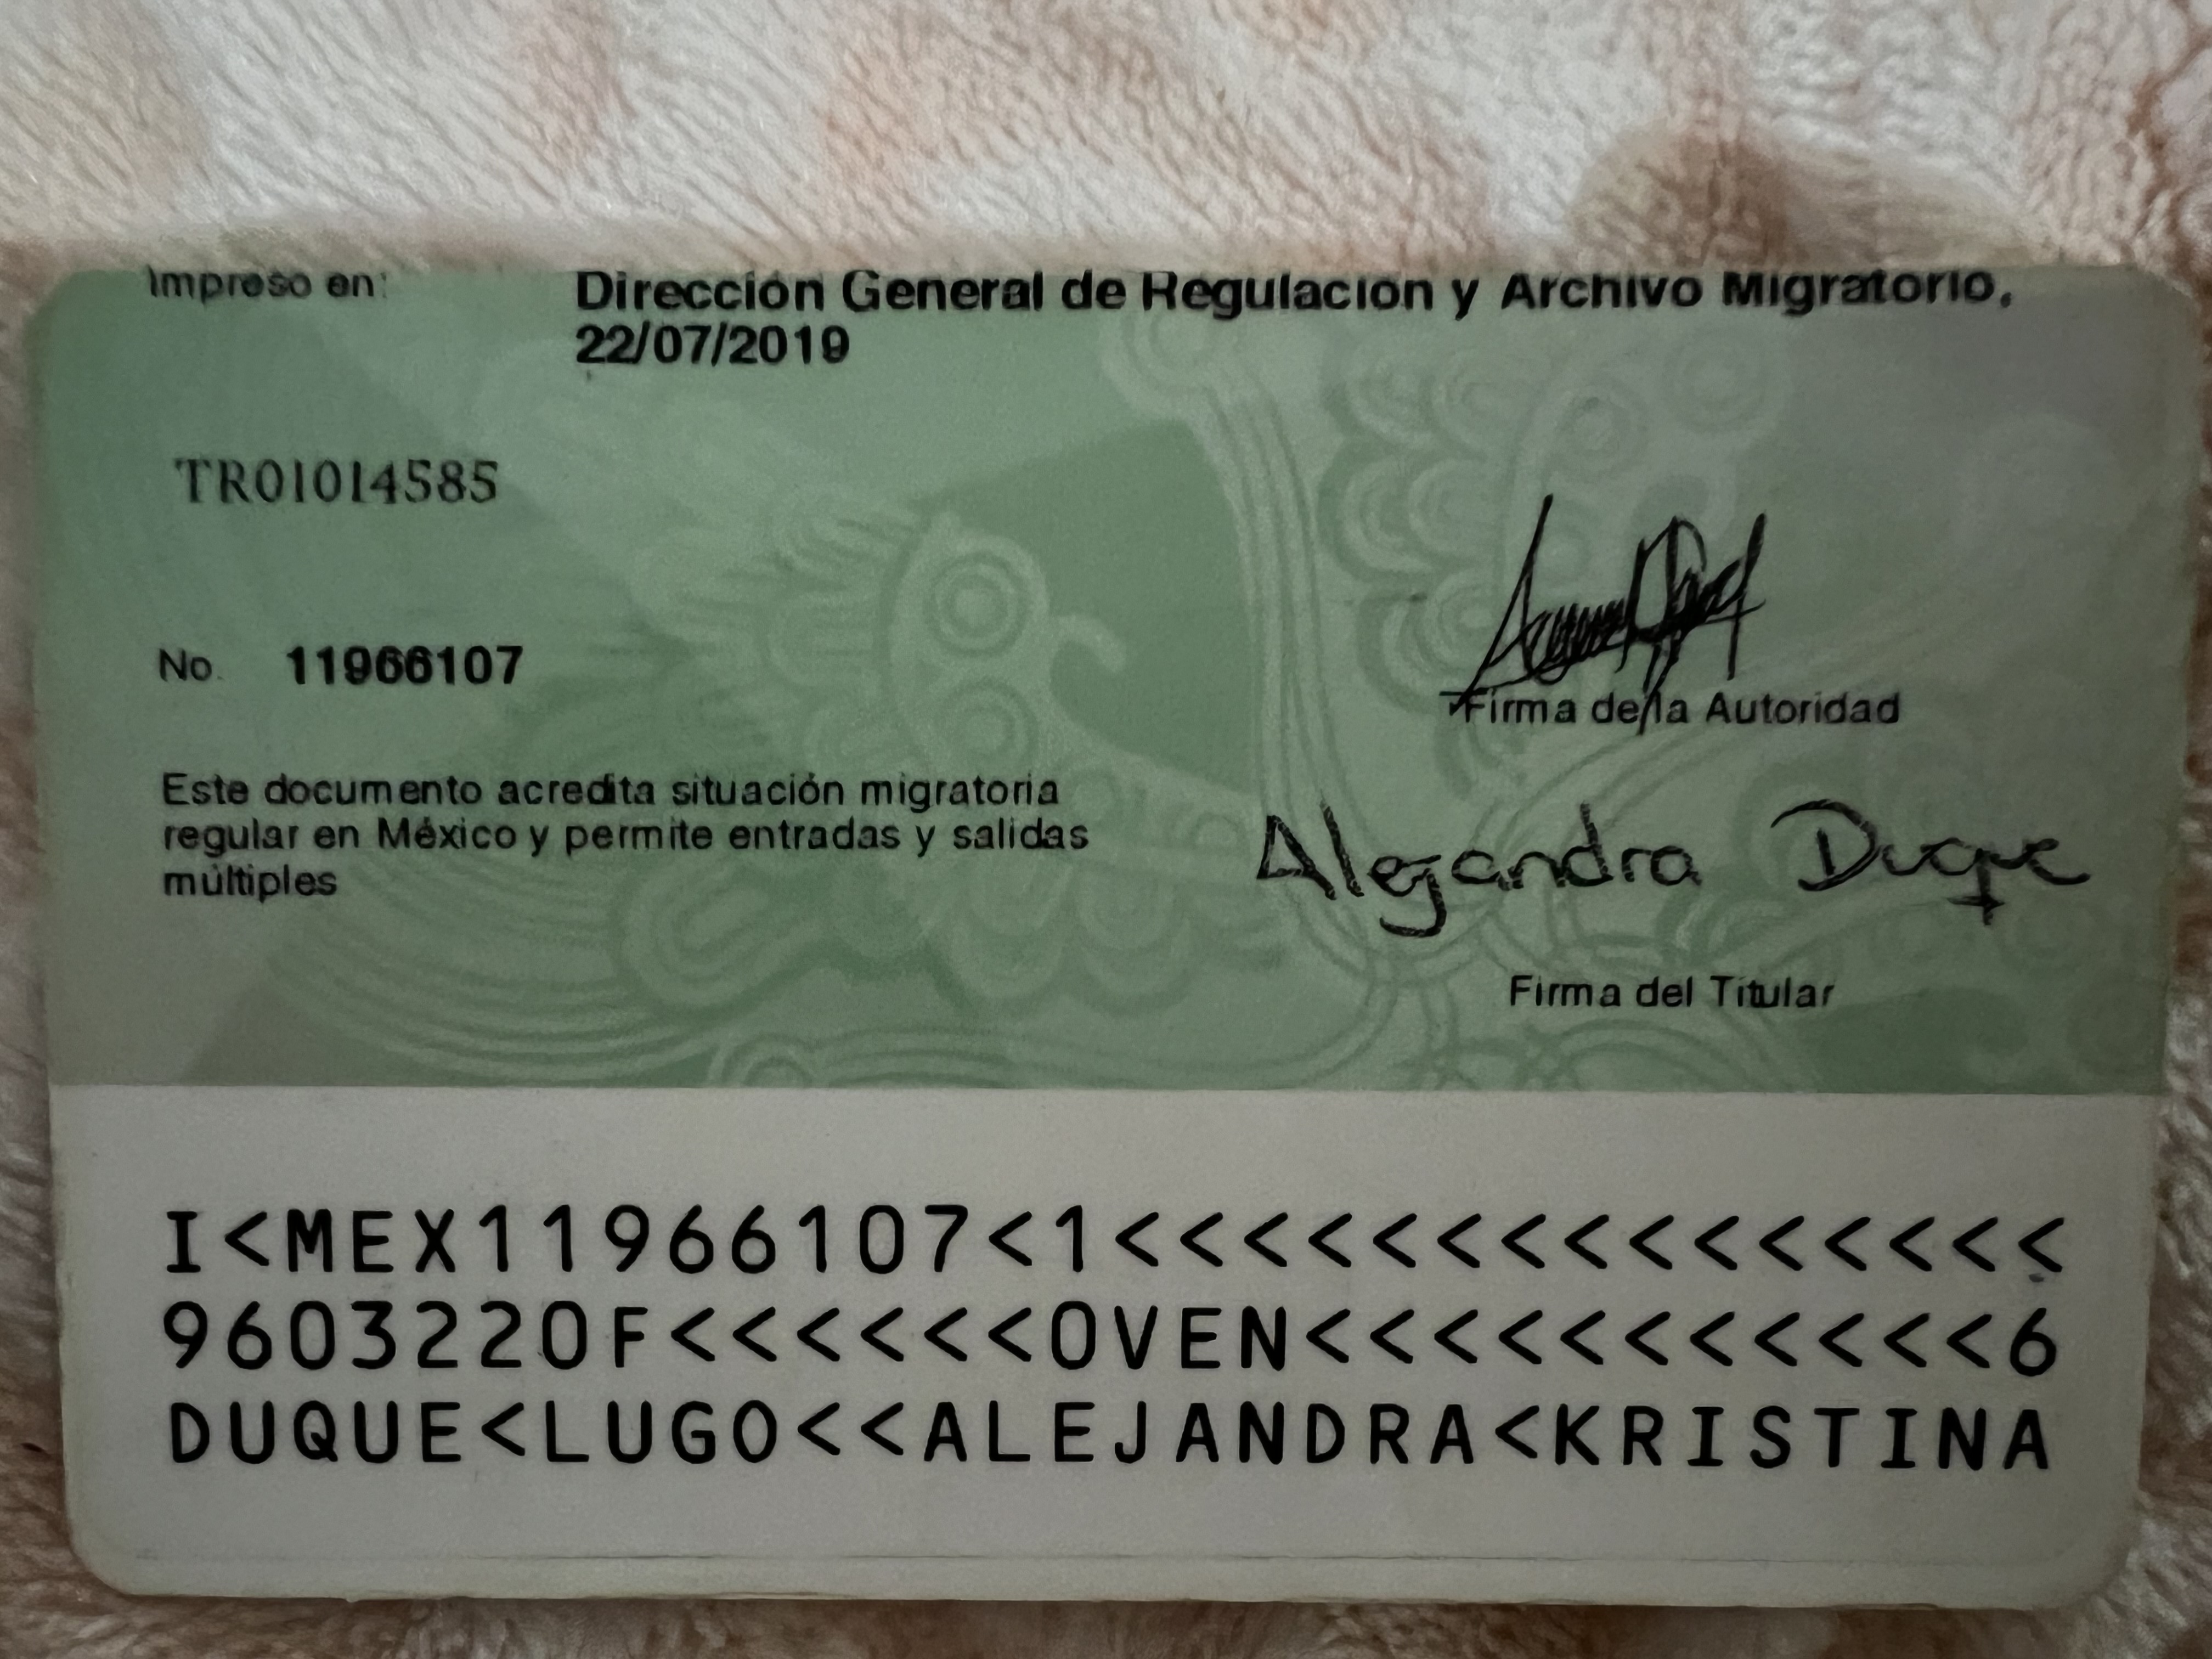 Impreso en: Dirección General de Regulación y Archivo Migratorio,
22/07/2019
TR01014585
No. 11966107
Firma de la Autoridad
Este documento acredita situación migratoria
regular en México y permite entradas y salidas
múltiples
Alejandra Duque
Firma del Titular
I<MEX11966107<1<<<<<<<<<<<<<<<
9603220F<<<<<<0VEN<<<<<<<<<<<6
DUQUE<LUGO<<ALEJANDRA<KRISTINA